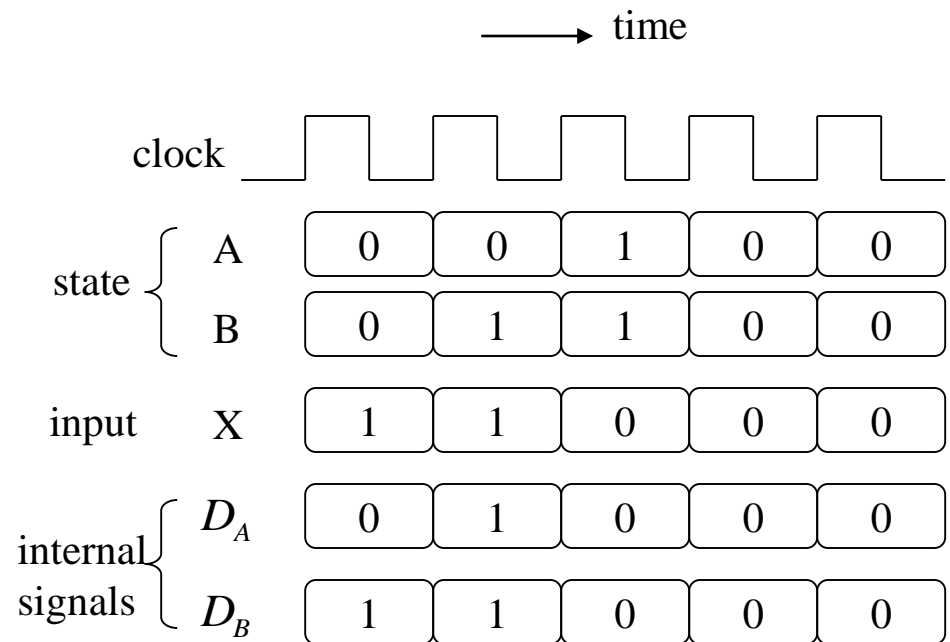 time
clock
state
A 0 0 1 0 0
B 0 1 1 0 0
input X 1 1 0 0 0
internal signals
D_A 0 1 0 0 0
D_B 1 1 0 0 0